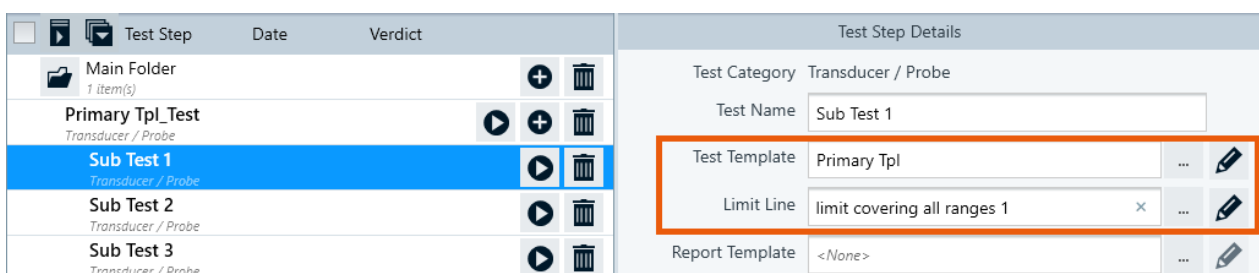 Test Step Date Verdict
Main Folder
1 item(s)
Primary Tpl_Test
Transducer / Probe
Sub Test 1
Transducer / Probe
Sub Test 2
Transducer / Probe
Sub Test 3
Transducer / Probe
Test Step Details
Test Category Transducer / Probe
Test Name Sub Test 1
Test Template Primary Tpl ...
Limit Line limit covering all ranges 1 × ...
Report Template <None> ...